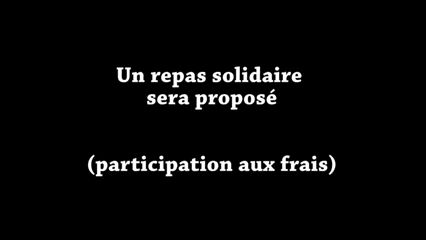 Un repas solidaire
sera proposé
(participation aux frais)